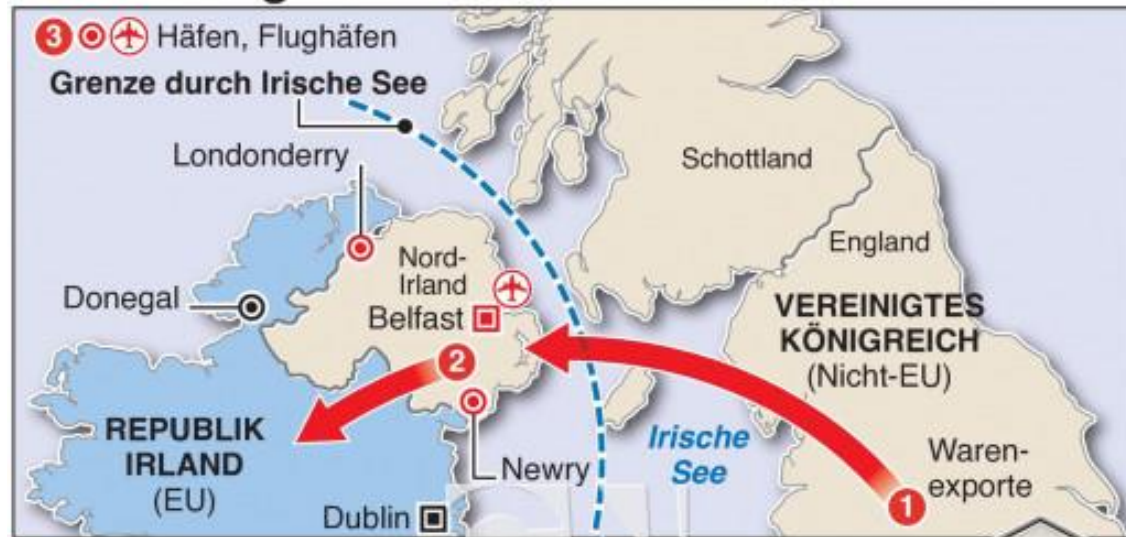 3 Häfen, Flughäfen
Grenze durch Irische See
Londonderry
Schottland
England
Nord-
Irland
Donegal
Belfast
VEREINIGTES
KÖNIGREICH
(Nicht-EU)
2
REPUBLIK
IRLAND
(EU)
Irische
See
Newry
Waren-
exporte
1
Dublin